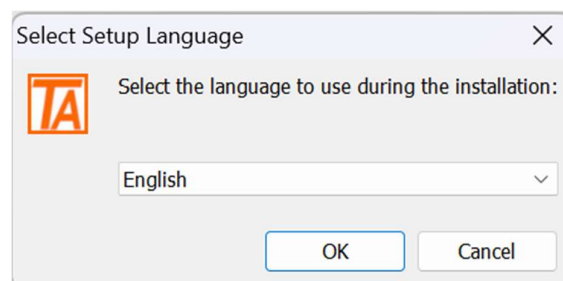 Select Setup Language
TA
Select the language to use during the installation:
English
OK
Cancel